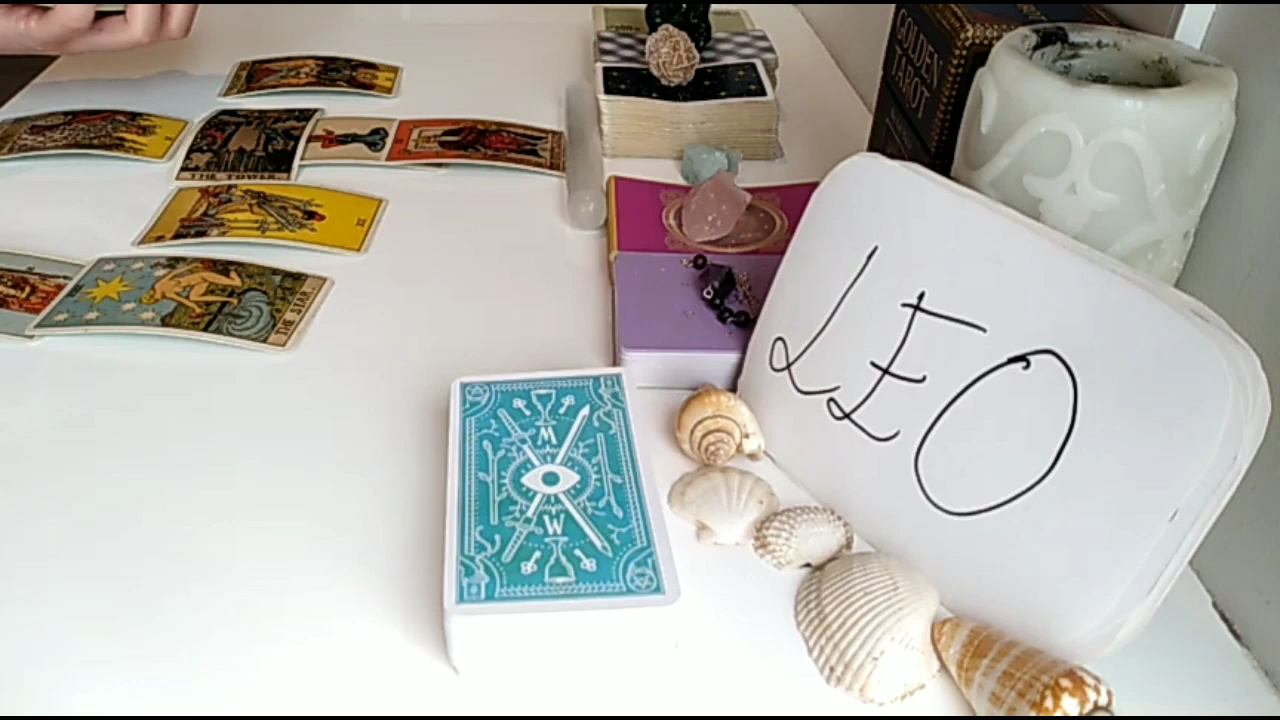 GOLDEN
TAROT
THE TOWER.
THE STAR.
LEO
W
W